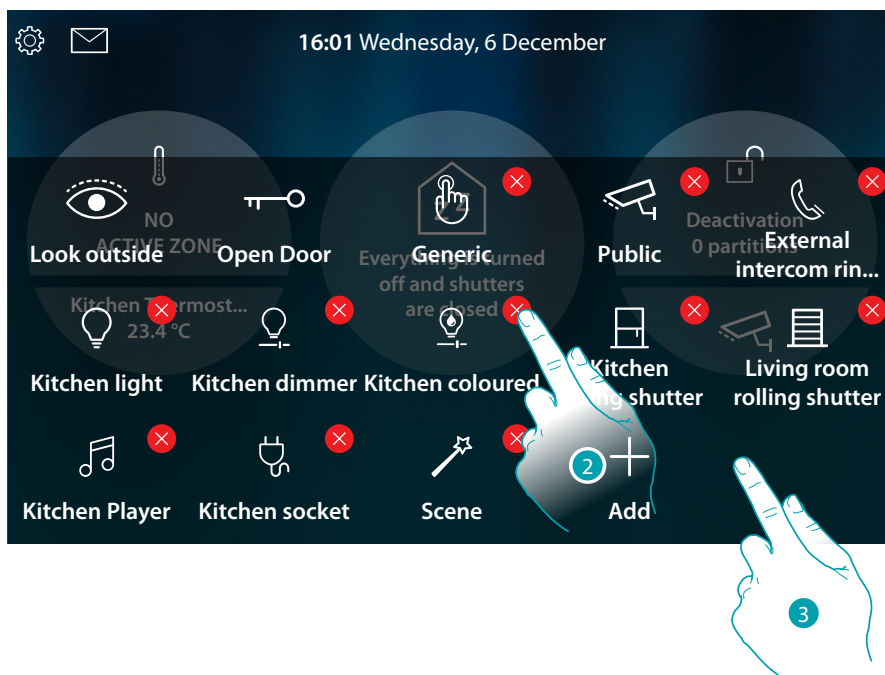 16:01 Wednesday, 6 December
NO
ACTIVE ZONE
Everything is turned
off and shutters
are closed
Deactivation
0 partitions
Kitchen Thermost...
23.4 °C
Look outside
Open Door
Generic
Public
External
intercom rin...
Kitchen light
Kitchen dimmer
Kitchen coloured
Kitchen
ng shutter
Living room
rolling shutter
Kitchen Player
Kitchen socket
Scene
Add
2
3